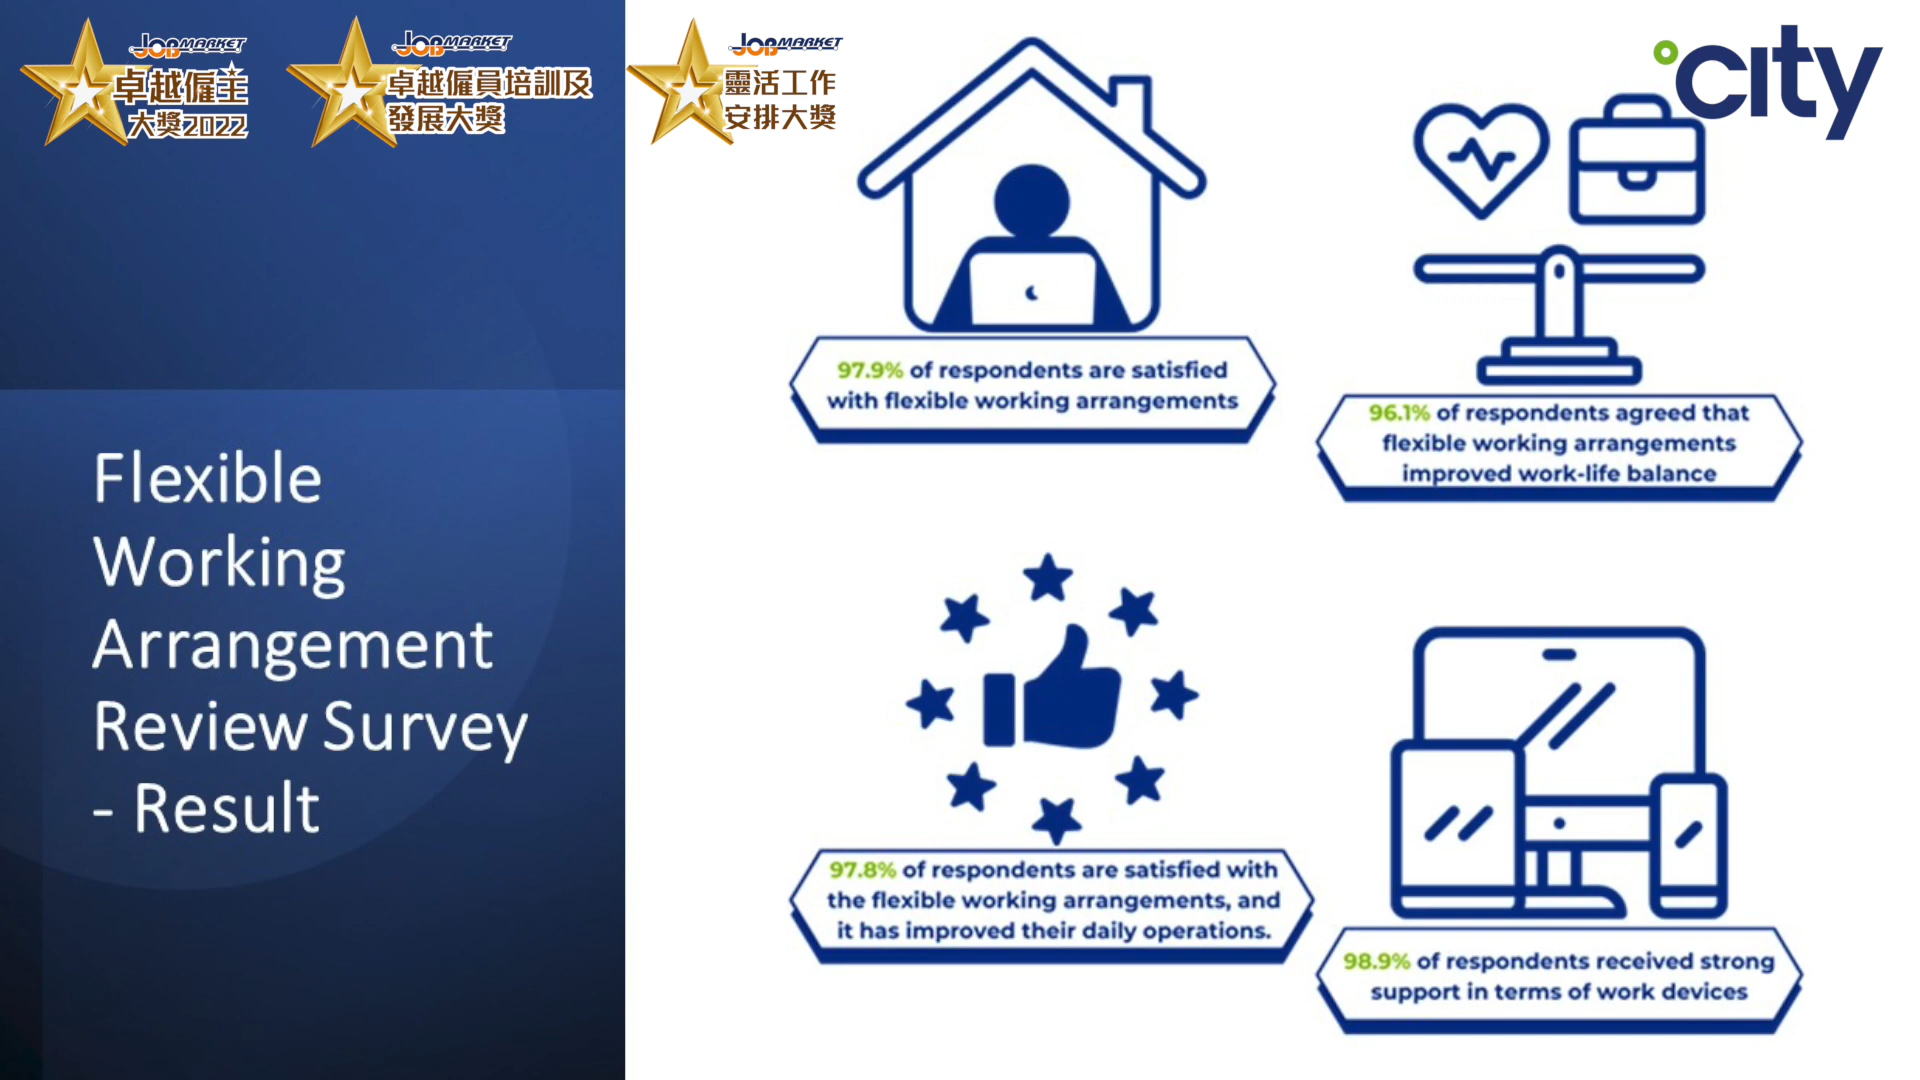 JOBMARKET
卓越僱主
大獎2022
JOBMARKET
卓越僱員培訓及
發展大獎
JOBMARKET
靈活工作
安排大獎
city
Flexible
Working
Arrangement
Review Survey
- Result
97.9% of respondents are satisfied
with flexible working arrangements
96.1% of respondents agreed that
flexible working arrangements
improved work-life balance
97.8% of respondents are satisfied with
the flexible working arrangements, and
it has improved their daily operations.
98.9% of respondents received strong
support in terms of work devices